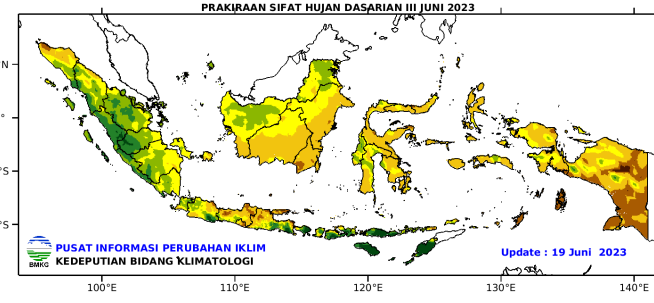 PRAKIRAAN SIFAT HUJAN DASARIAN III JUNI 2023
N
°
°S
°S
PUSAT INFORMASI PERUBAHAN IKLIM
KEDEPUTIAN BIDANG KLIMATOLOGI
BMKG
Update : 19 Juni 2023
100°E
110°E
120°E
130°E
140°E